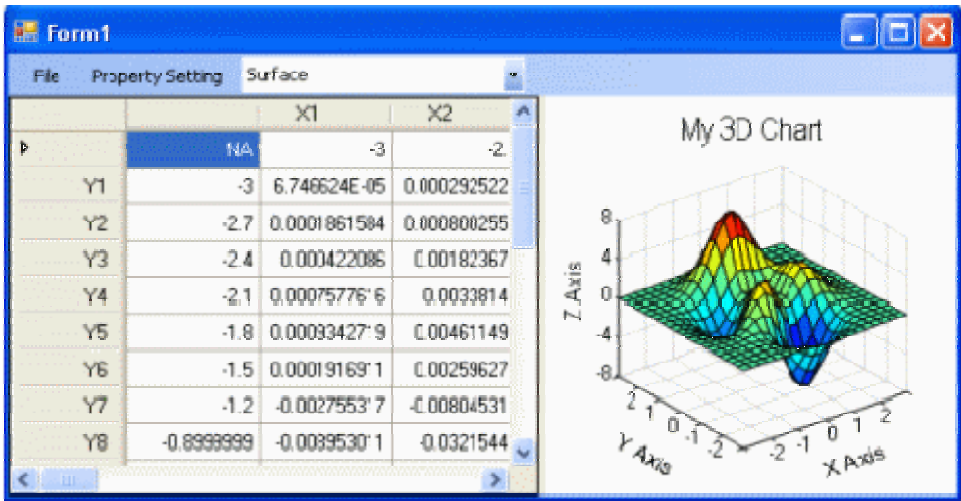 Form1
File Property Setting Surface
X1 X2
NA -3 -2.
Y1 -3 6.746624E-05 0.000292522
Y2 -2.7 0.0001861584 0.000800255
Y3 -2.4 0.000422086 0.00182367
Y4 -2.1 0.0033814
Y5 -1.8 0.00461149
Y6 -1.5 0.00259627
Y7 -1.2 -0.00804531
Y8 -0.8999999 -0.0321544
My 3D Chart
8
4
0
-4
-8
Z Axis
2 1 0 -1 -2
Y Axis
-2 -1 0 1 2
X Axis